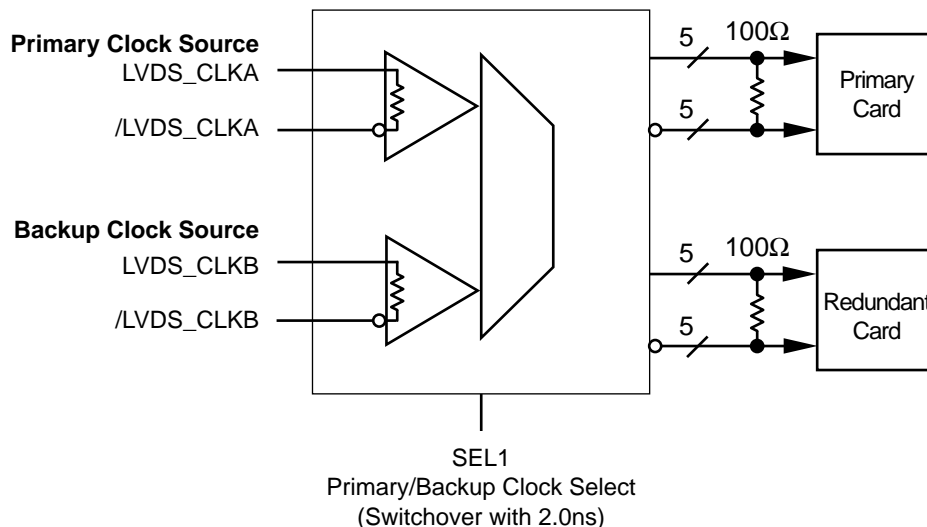 Primary Clock Source
LVDS_CLKA
/LVDS_CLKA
Backup Clock Source
LVDS_CLKB
/LVDS_CLKB
5
100Ω
5
Primary
Card
5
100Ω
5
Redundant
Card
SEL1
Primary/Backup Clock Select
(Switchover with 2.0ns)